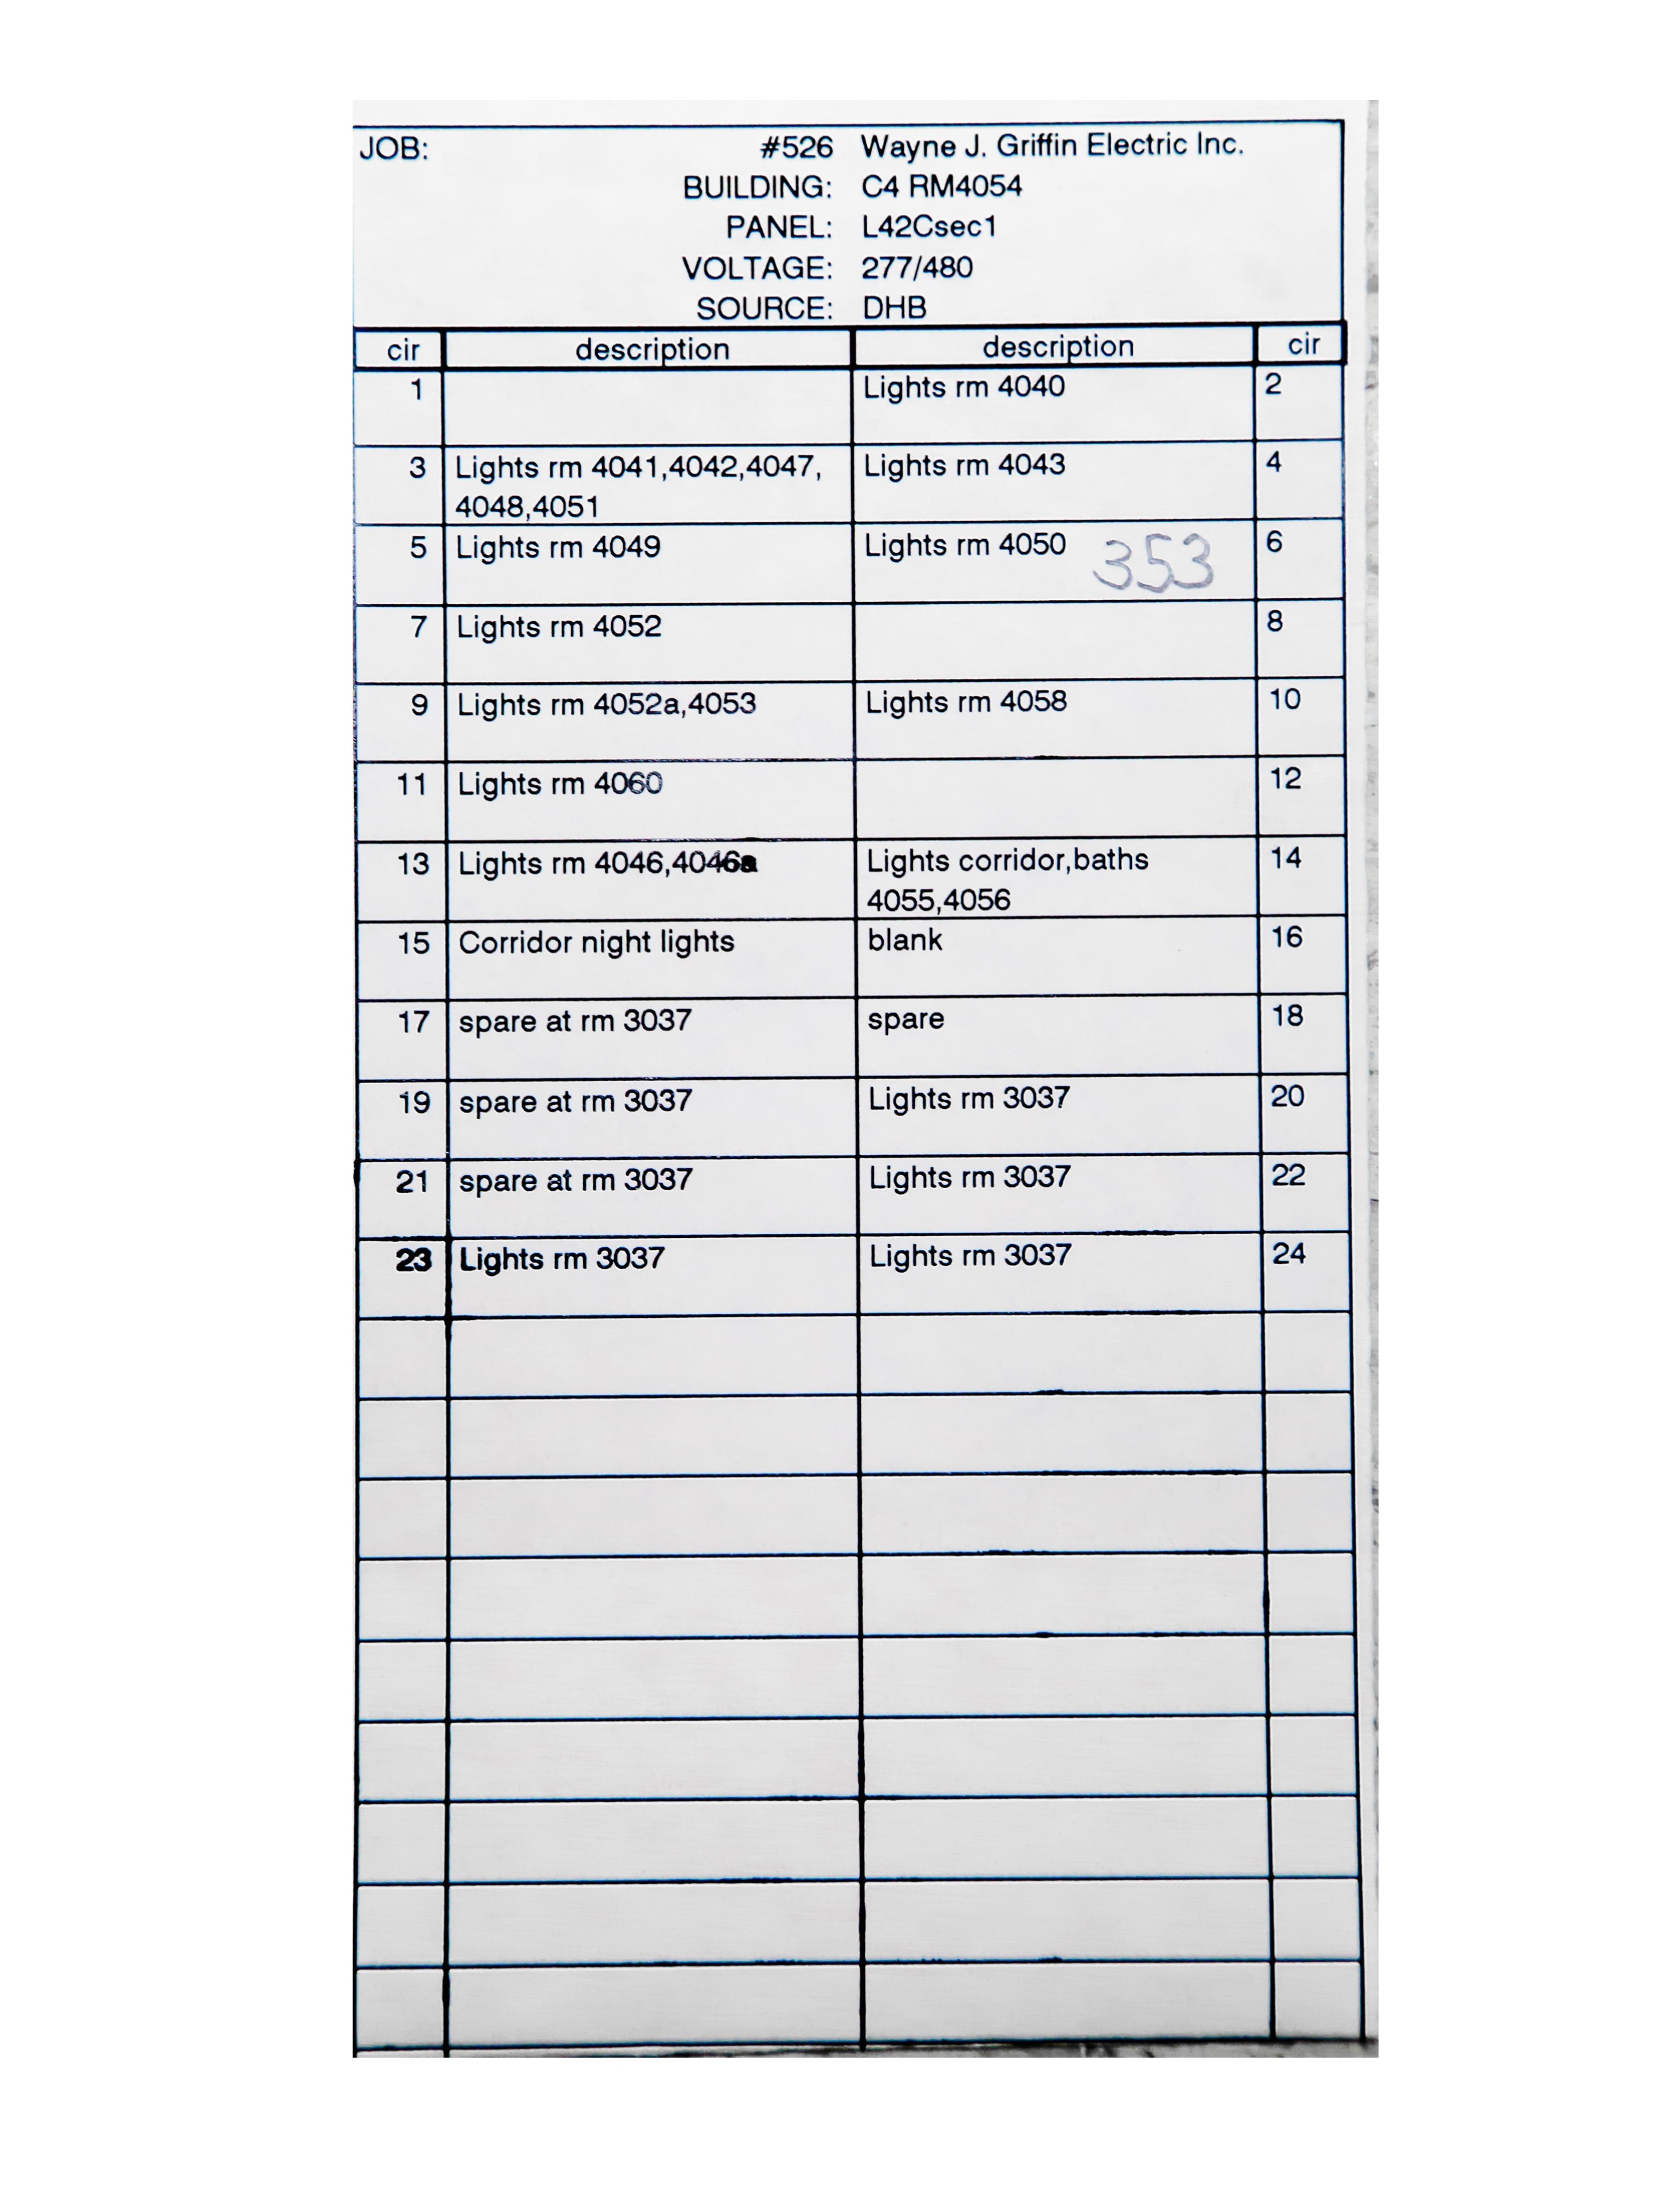 JOB: #526 Wayne J. Griffin Electric Inc.
BUILDING: C4 RM4054
PANEL: L42Csec1
VOLTAGE: 277/480
SOURCE: DHB
cir description description cir
1 Lights rm 4040 2
3 Lights rm 4041,4042,4047, Lights rm 4043 4
4048,4051
5 Lights rm 4049 Lights rm 4050 353 6
7 Lights rm 4052 8
9 Lights rm 4052a,4053 Lights rm 4058 10
11 Lights rm 4060 12
13 Lights rm 4046,4046a Lights corridor,baths 14
4055,4056
15 Corridor night lights blank 16
17 spare at rm 3037 spare 18
19 spare at rm 3037 Lights rm 3037 20
21 spare at rm 3037 Lights rm 3037 22
23 Lights rm 3037 Lights rm 3037 24